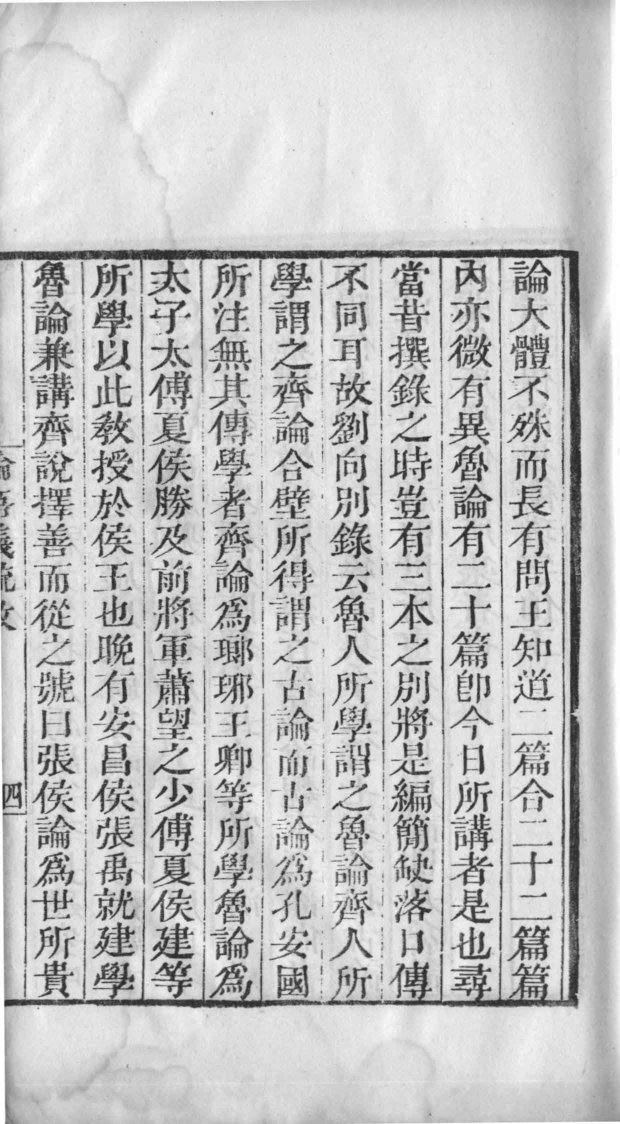 論大體不殊而長有問王知道二篇合二十二篇篇
內亦微有異魯論有二十篇卽今日所講者是也尋
當昔撰錄之時豈有三本之別將是編簡缺落口傳
不同耳故劉向別錄云魯人所學謂之魯論齊人所
學謂之齊論合壁所得謂之古論而古論爲孔安國
所注無其傳學者齊論爲瑯琊王卿等所學魯論爲
太子太傅夏侯勝及前將軍蕭望之少傅夏侯建等
所學以此敎授於侯王也晚有安昌侯張禹就建學
魯論兼講齊說擇善而從之號曰張侯論爲世所貴
論語義疏敘
四